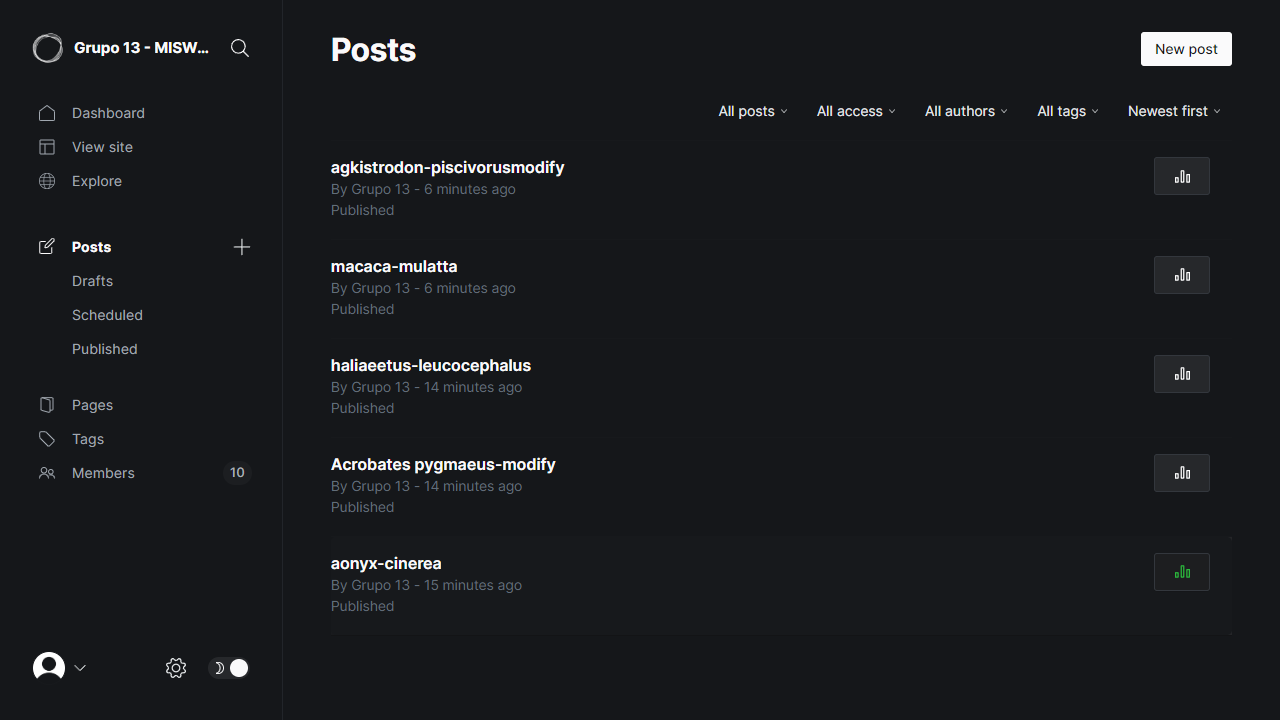 Grupo 13 - MISW...
Dashboard
View site
Explore
Posts
Drafts
Scheduled
Published
Pages
Tags
Members 10
Posts
New post
All posts All access All authors All tags Newest first
agkistrodon-piscivorusmodify
By Grupo 13 - 6 minutes ago
Published
macaca-mulatta
By Grupo 13 - 6 minutes ago
Published
haliaeetus-leucocephalus
By Grupo 13 - 14 minutes ago
Published
Acrobates pygmaeus-modify
By Grupo 13 - 14 minutes ago
Published
aonyx-cinerea
By Grupo 13 - 15 minutes ago
Published